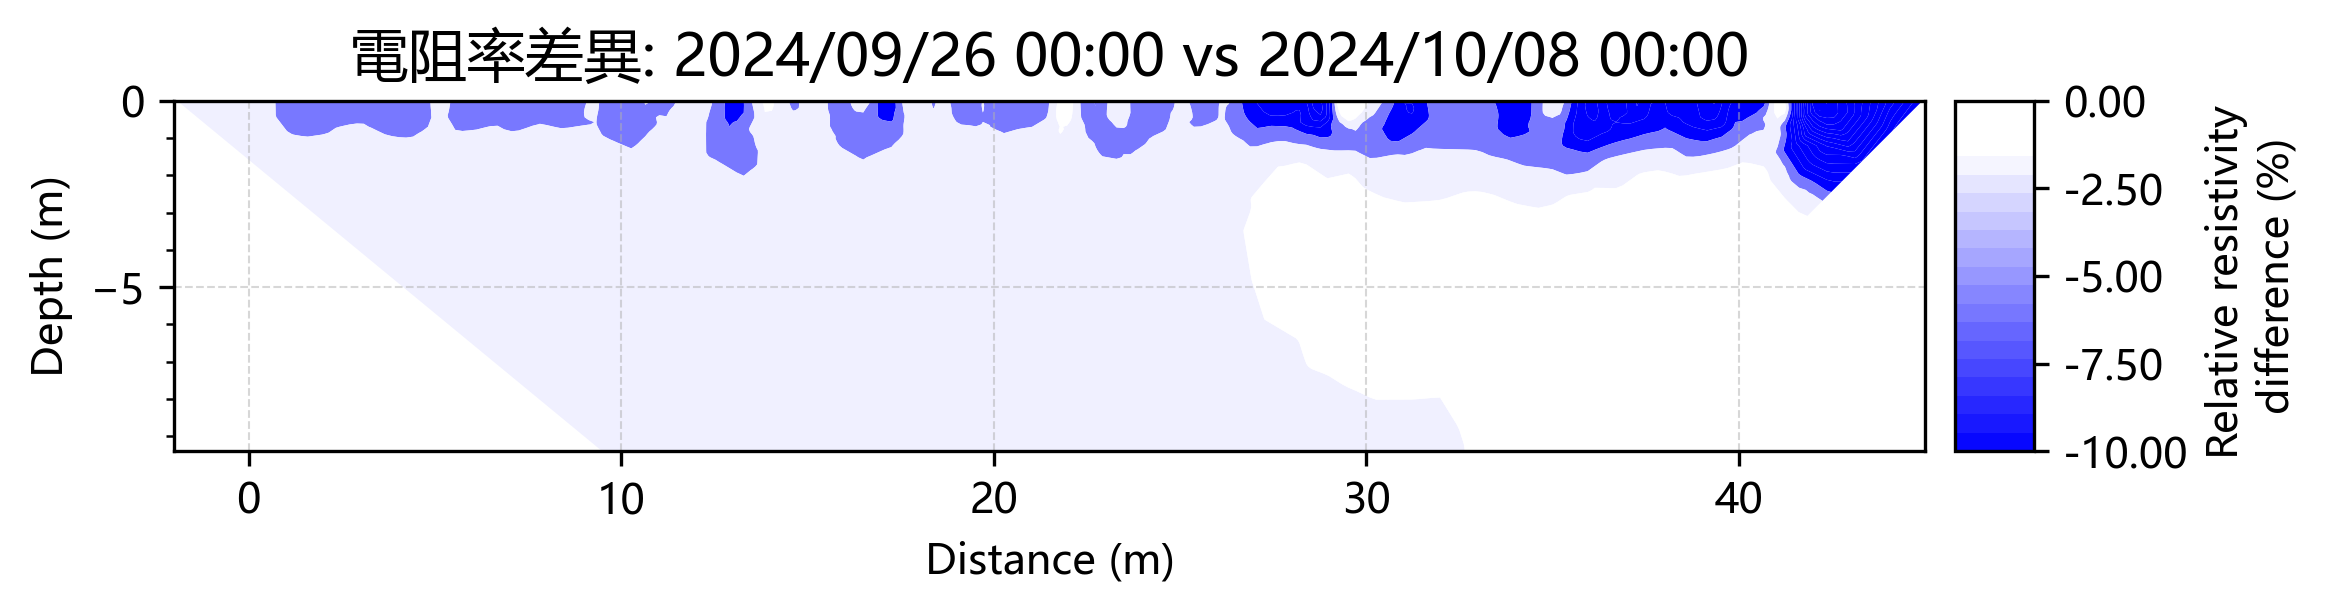 電阻率差異: 2024/09/26 00:00 vs 2024/10/08 00:00
0
−5
Depth (m)
0 10 20 30 40
Distance (m)
0.00
-2.50
-5.00
-7.50
-10.00
Relative resistivity
difference (%)